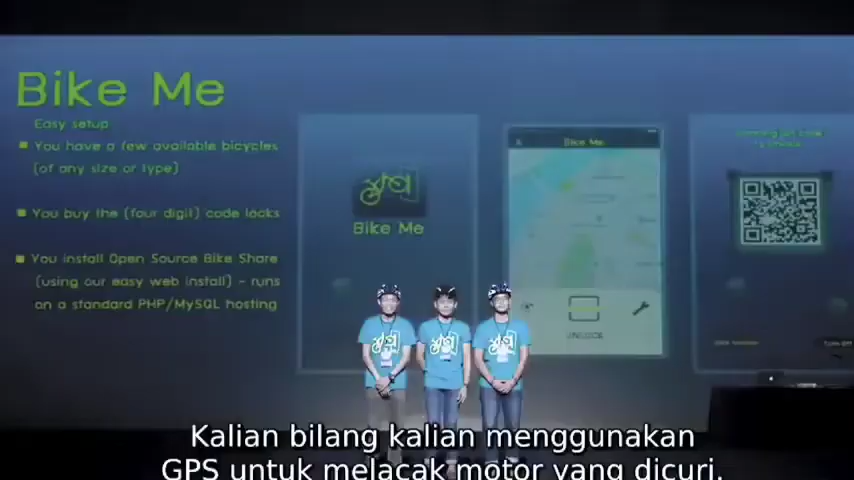 Bike Me
Easy setup
You have a few available bicycles
(of any size or type)
You buy the (four digit) code locks
You install Open Source Bike Share
(using our easy web install) - runs
on a standard PHP/MySQL hosting
Bike Me
Bike Me
UNLOCK
Kalian bilang kalian menggunakan
GPS untuk melacak motor yang dicuri.